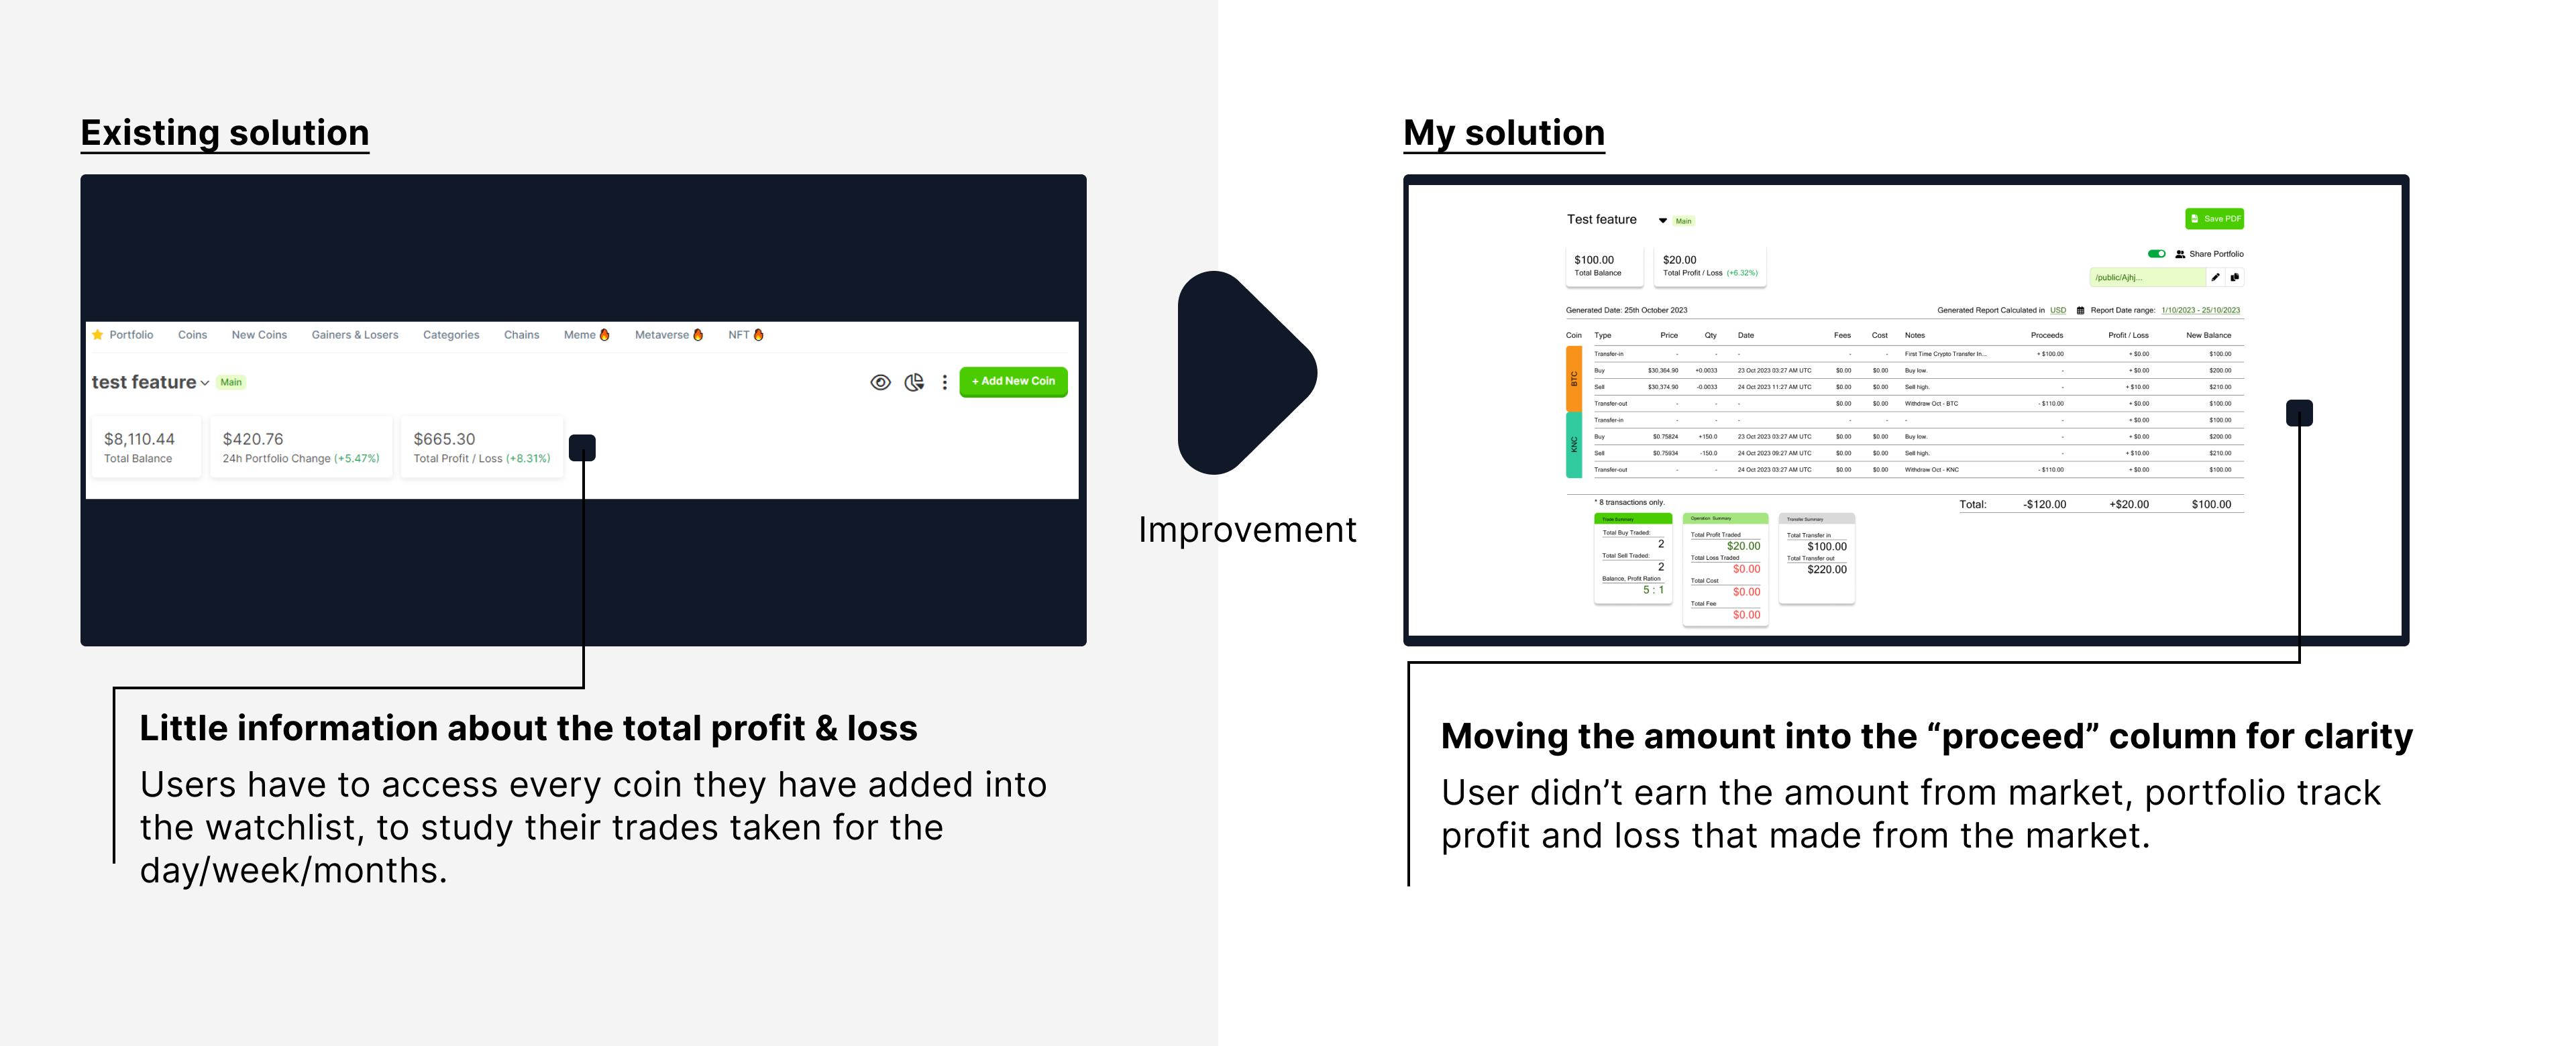 Existing solution
Portfolio Coins New Coins Gainers & Losers Categories Chains Meme Metaverse NFT
test feature Main + Add New Coin
$8,110.44 $420.76 $665.30
Total Balance 24h Portfolio Change (+5.47%) Total Profit / Loss (+8.31%)
Little information about the total profit & loss
Users have to access every coin they have added into
the watchlist, to study their trades taken for the
day/week/months.
Improvement
My solution
Test feature Main Save PDF
Share Portfolio
$100.00 $20.00
Total Balance Total Profit / Loss (+6.32%)
/public/Ajhj...
Generated Date: 25th October 2023 Generated Report Calculated in USD Report Date range: 1/10/2023 - 25/10/2023
Coin Type Price Qty Date Fees Cost Notes Proceeds Profit / Loss New Balance
BTC
Transfer-in - - - - - First Time Crypto Transfer In... + $100.00 + $0.00 $100.00
Buy $30,364.90 +0.0033 23 Oct 2023 03:27 AM UTC $0.00 $0.00 Buy low. - + $0.00 $200.00
Sell $30,374.90 -0.0033 24 Oct 2023 11:27 AM UTC $0.00 $0.00 Sell high. - + $10.00 $210.00
Transfer-out - - - $0.00 $0.00 Withdraw Oct - BTC - $110.00 + $0.00 $100.00
KNC
Transfer-in - - - - - - - + $0.00 $100.00
Buy $0.75824 +150.0 23 Oct 2023 03:27 AM UTC $0.00 $0.00 Buy low. - + $0.00 $200.00
Sell $0.75934 -150.0 24 Oct 2023 09:27 AM UTC $0.00 $0.00 Sell high. - + $10.00 $210.00
Transfer-out - - 24 Oct 2023 03:27 AM UTC $0.00 $0.00 Withdraw Oct - KNC - $110.00 + $0.00 $100.00
* 8 transactions only. Total: -$120.00 +$20.00 $100.00
Trade Summary
Total Buy Traded:
2
Total Sell Traded:
2
Balance, Profit Ration
5 : 1
Operation Summary
Total Profit Traded
$20.00
Total Loss Traded
$0.00
Total Cost
$0.00
Total Fee
$0.00
Transfer Summary
Total Transfer in
$100.00
Total Transfer out
$220.00
Moving the amount into the “proceed” column for clarity
User didn’t earn the amount from market, portfolio track
profit and loss that made from the market.